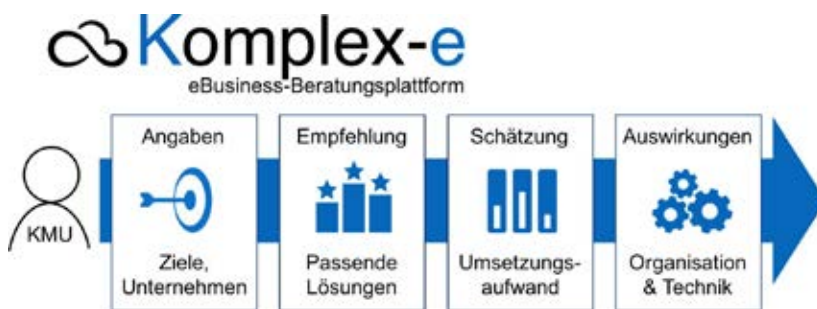 Komplex-e
eBusiness-Beratungsplattform
KMU
Angaben
Ziele,
Unternehmen
Empfehlung
Passende
Lösungen
Schätzung
Umsetzungs-
aufwand
Auswirkungen
Organisation
& Technik